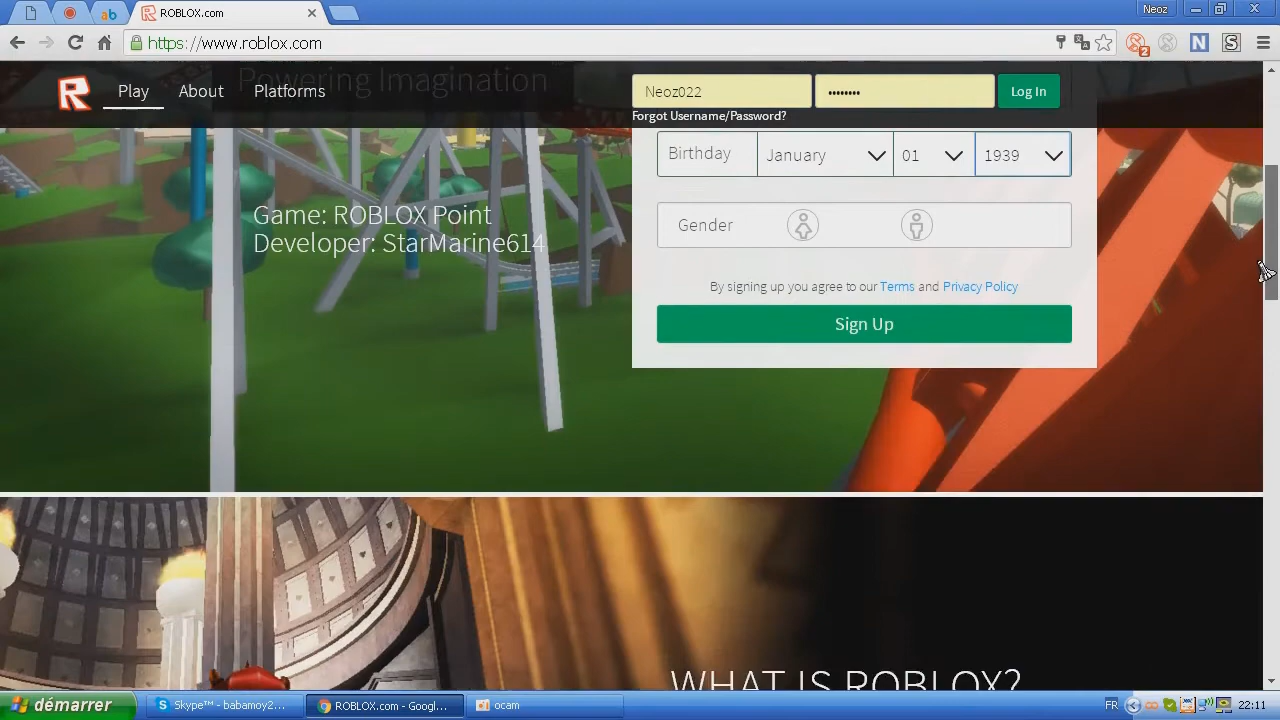 ROBLOX.com
Neoz
https://www.roblox.com
2
N
S
Powering Imagination
R
Play
About
Platforms
Neoz022
••••••••
Log In
Forgot Username/Password?
Birthday
January
01
1939
Game: ROBLOX Point
Developer: StarMarine614
Gender
By signing up you agree to our Terms and Privacy Policy
Sign Up
WHAT IS ROBLOX?
démarrer
Skype™ - babamoy2...
ROBLOX.com - Googl...
ocam
FR
22:11